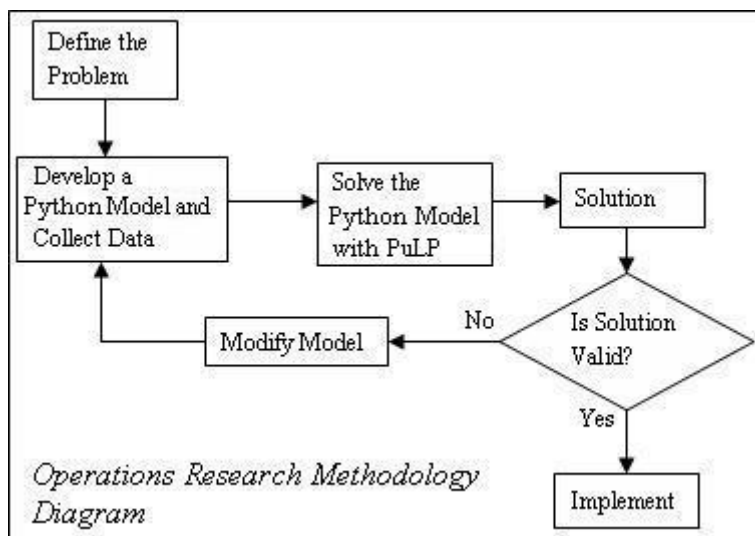 Define the
Problem
Develop a
Python Model and
Collect Data
Solve the
Python Model
with PuLP
Solution
Is Solution
Valid?
No
Modify Model
Yes
Implement
Operations Research Methodology
Diagram